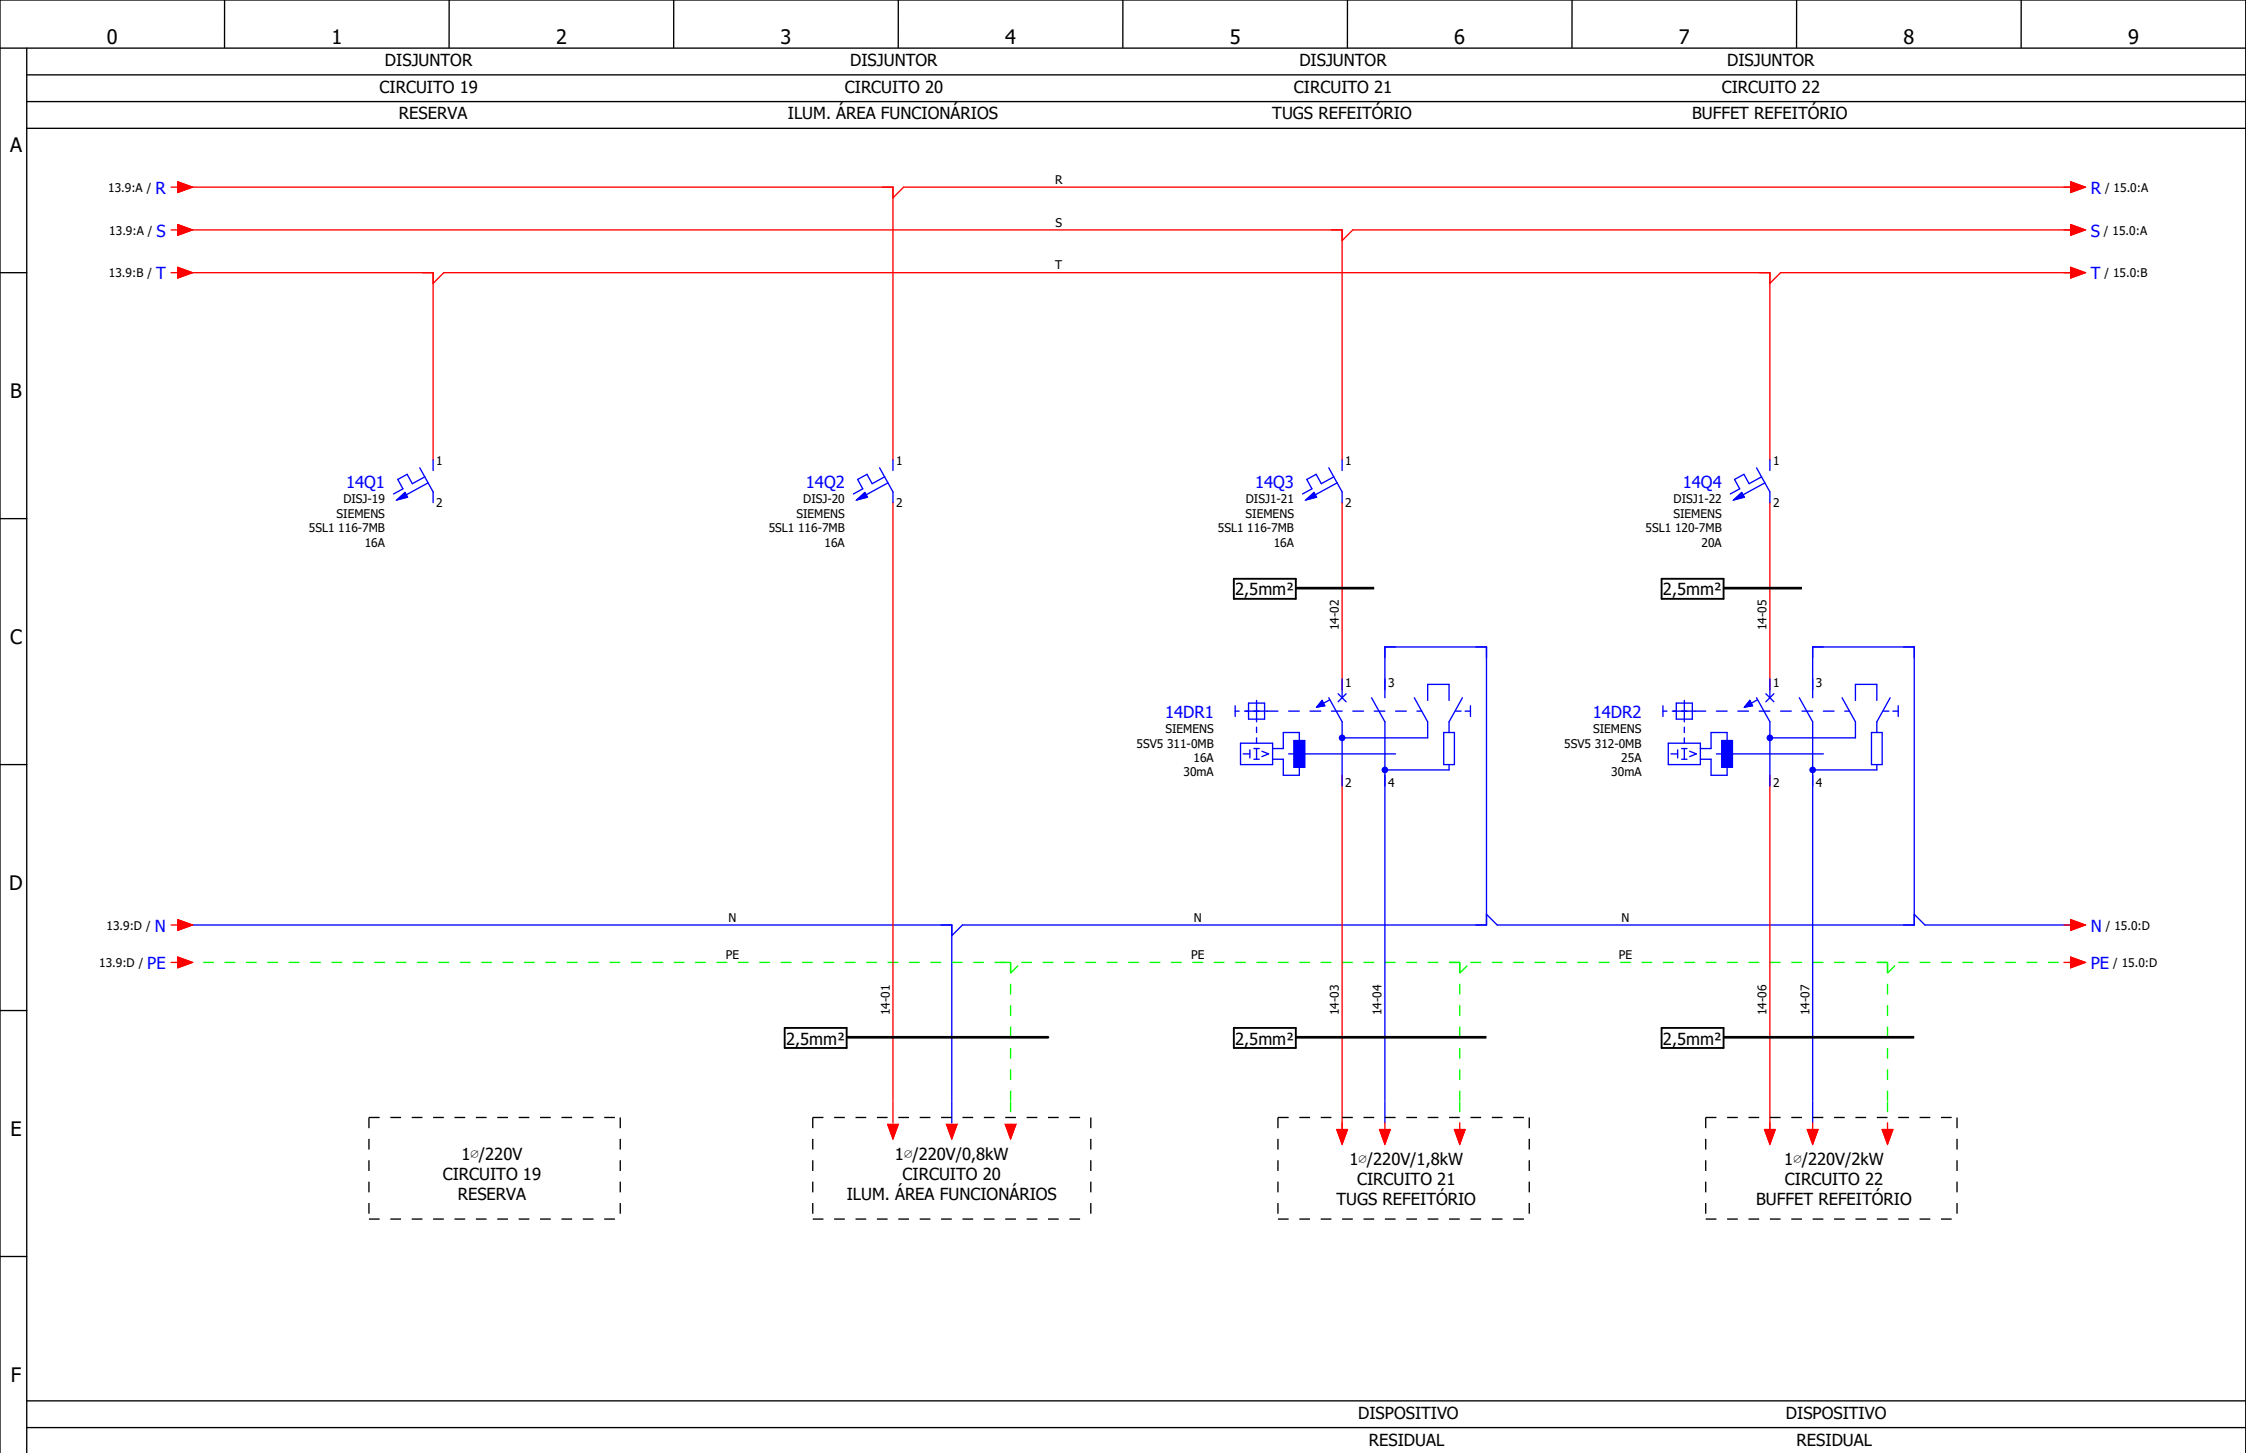 0 1 2 3 4 5 6 7 8 9
DISJUNTOR DISJUNTOR DISJUNTOR DISJUNTOR
CIRCUITO 19 CIRCUITO 20 CIRCUITO 21 CIRCUITO 22
RESERVA ILUM. ÁREA FUNCIONÁRIOS TUGS REFEITÓRIO BUFFET REFEITÓRIO
A
13.9:A / R R R / 15.0:A
13.9:A / S S S / 15.0:A
13.9:B / T T T / 15.0:B
B
1 1 1 1
14Q1 14Q2 14Q3 14Q4
DISJ-19 DISJ-20 DISJ1-21 DISJ1-22
2 2 2 2
SIEMENS SIEMENS SIEMENS SIEMENS
5SL1 116-7MB 5SL1 116-7MB 5SL1 116-7MB 5SL1 120-7MB
16A 16A 16A 20A
2,5mm² 2,5mm²
14-02 14-05
C
1 3 1 3
14DR1 14DR2
SIEMENS SIEMENS
5SV5 311-0MB 5SV5 312-0MB
I> I>
16A 25A
30mA 30mA
2 4 2 4
D
13.9:D / N N N N N / 15.0:D
13.9:D / PE PE PE PE PE / 15.0:D
14-01 14-03 14-04 14-06 14-07
2,5mm² 2,5mm² 2,5mm²
E
1⌀/220V 1⌀/220V/0,8kW 1⌀/220V/1,8kW 1⌀/220V/2kW
CIRCUITO 19 CIRCUITO 20 CIRCUITO 21 CIRCUITO 22
RESERVA ILUM. ÁREA FUNCIONÁRIOS TUGS REFEITÓRIO BUFFET REFEITÓRIO
F
DISPOSITIVO DISPOSITIVO
RESIDUAL RESIDUAL